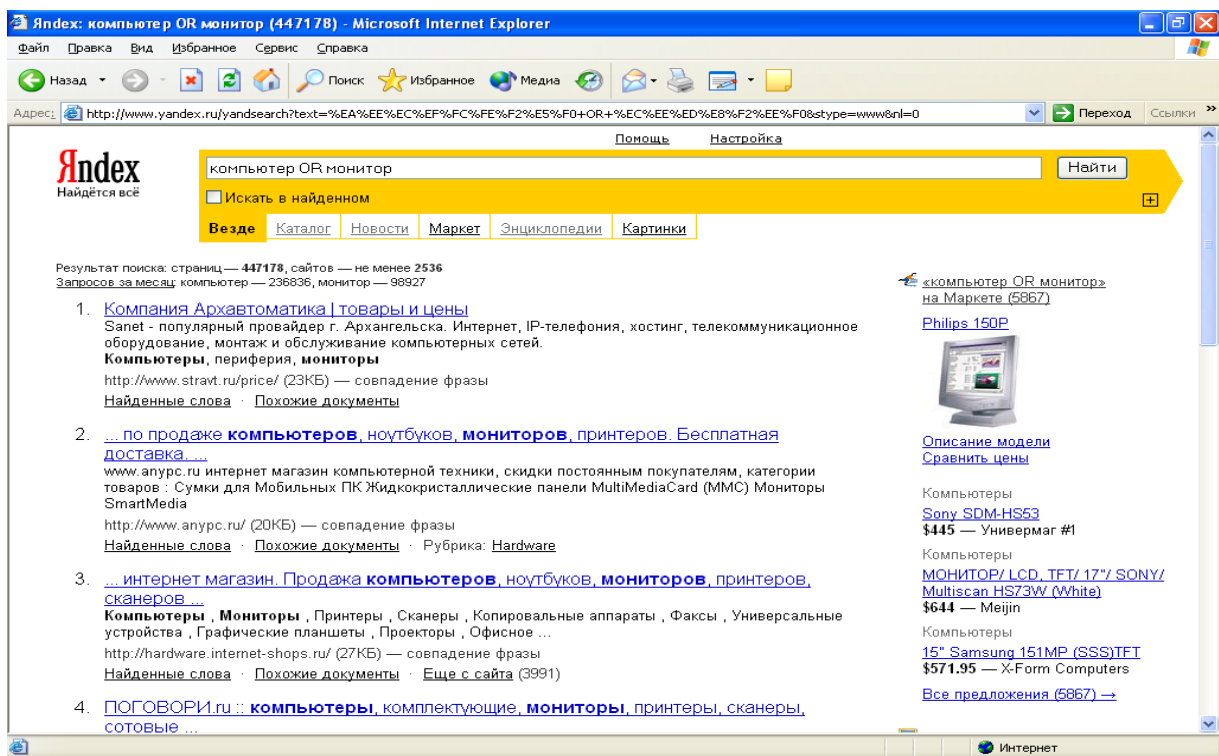 Яndex: компьютер OR монитор (447178) - Microsoft Internet Explorer
Файл Правка Вид Избранное Сервис Справка
Назад Поиск Избранное Медиа
Адрес: http://www.yandex.ru/yandsearch?text=%EA%EE%EC%EF%FC%FE%F2%E5%F0+OR+%EC%EE%ED%E8%F2%EE%F0&stype=www&nl=0 Переход Ссылки »
Помощь Настройка
Яndex
Найдётся всё
компьютер OR монитор Найти
Искать в найденном
Везде Каталог Новости Маркет Энциклопедии Картинки
Результат поиска: страниц — 447178, сайтов — не менее 2536
Запросов за месяц: компьютер — 236836, монитор — 98927
1. Компания Архавтоматика | товары и цены
Sanet - популярный провайдер г. Архангельска. Интернет, IP-телефония, хостинг, телекоммуникационное
оборудование, монтаж и обслуживание компьютерных сетей.
Компьютеры, периферия, мониторы
http://www.stravt.ru/price/ (23КБ) — совпадение фразы
Найденные слова · Похожие документы
2. ... по продаже компьютеров, ноутбуков, мониторов, принтеров. Бесплатная
доставка. ...
www.anypc.ru интернет магазин компьютерной техники, скидки постоянным покупателям, категории
товаров : Сумки для Мобильных ПК Жидкокристаллические панели MultiMediaCard (MMC) Мониторы
SmartMedia
http://www.anypc.ru/ (20КБ) — совпадение фразы
Найденные слова · Похожие документы · Рубрика: Hardware
3. ... интернет магазин. Продажа компьютеров, ноутбуков, мониторов, принтеров,
сканеров ...
Компьютеры , Мониторы , Принтеры , Сканеры , Копировальные аппараты , Факсы , Универсальные
устройства , Графические планшеты , Проекторы , Офисное ...
http://hardware.internet-shops.ru/ (27КБ) — совпадение фразы
Найденные слова · Похожие документы · Еще с сайта (3991)
4. ПОГОВОРИ.ru :: компьютеры, комплектующие, мониторы, принтеры, сканеры,
сотовые ...
«компьютер OR монитор»
на Маркете (5867)
Philips 150P
Описание модели
Сравнить цены
Компьютеры
Sony SDM-HS53
$445 — Универмаг #1
Компьютеры
МОНИТОР/ LCD, TFT/ 17"/ SONY/
Multiscan HS73W (White)
$644 — Meijin
Компьютеры
15" Samsung 151MP (SSS)TFT
$571.95 — X-Form Computers
Все предложения (5867) →
Интернет